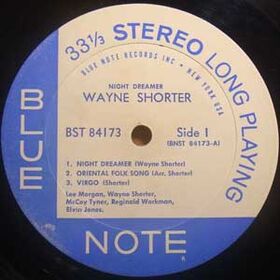 33⅓ STEREO LONG PLAYING
BLUE NOTE RECORDS INC • NEW YORK USA
NIGHT DREAMER
WAYNE SHORTER
BST 84173
Side 1
(BNST 84173-A)
1. NIGHT DREAMER (Wayne Shorter)
2. ORIENTAL FOLK SONG (Arr. Shorter)
3. VIRGO (Shorter)
Lee Morgan, Wayne Shorter,
McCoy Tyner, Reginald Workman,
Elvin Jones.
BLUE
NOTE
R